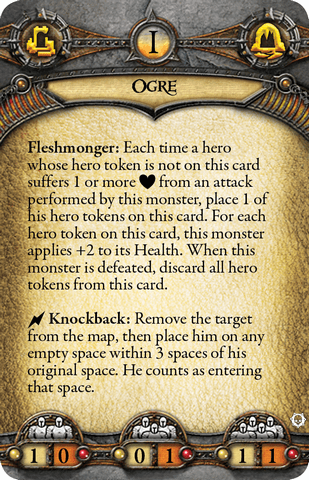 I
OGRE
Fleshmonger: Each time a hero
whose hero token is not on this card
suffers 1 or more ♥ from an attack
performed by this monster, place 1 of
his hero tokens on this card. For each
hero token on this card, this monster
applies +2 to its Health. When this
monster is defeated, discard all hero
tokens from this card.
Knockback: Remove the target
from the map, then place him on any
empty space within 3 spaces of his
original space. He counts as entering
that space.
1 0 0 1 1 1